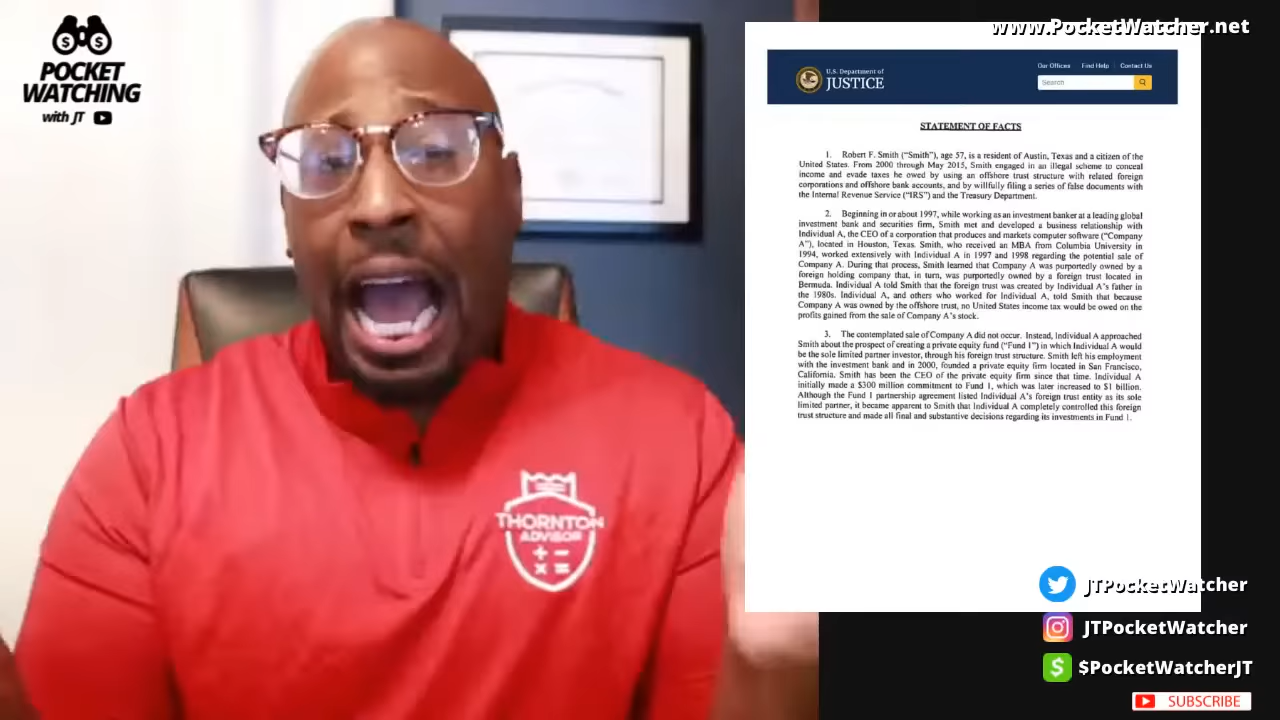 POCKET
WATCHING
with JT
www.PocketWatcher.net
Our Offices Find Help Contact Us
U.S. Department of
JUSTICE
Search
STATEMENT OF FACTS
1. Robert F. Smith ("Smith"), age 57, is a resident of Austin, Texas and a citizen of the
United States. From 2000 through May 2015, Smith engaged in an illegal scheme to conceal
income and evade taxes he owed by using an offshore trust structure with related foreign
corporations and offshore bank accounts, and by willfully filing a series of false documents with
the Internal Revenue Service ("IRS") and the Treasury Department.
2. Beginning in or about 1997, while working as an investment banker at a leading global
investment bank and securities firm, Smith met and developed a business relationship with
Individual A, the CEO of a corporation that produces and markets computer software ("Company
A"), located in Houston, Texas. Smith, who received an MBA from Columbia University in
1994, worked extensively with Individual A in 1997 and 1998 regarding the potential sale of
Company A. During that process, Smith learned that Company A was purportedly owned by a
foreign holding company that, in turn, was purportedly owned by a foreign trust located in
Bermuda. Individual A told Smith that the foreign trust was created by Individual A's father in
the 1980s. Individual A, and others who worked for Individual A, told Smith that because
Company A was owned by the offshore trust, no United States income tax would be owed on the
profits gained from the sale of Company A's stock.
3. The contemplated sale of Company A did not occur. Instead, Individual A approached
Smith about the prospect of creating a private equity fund ("Fund 1") in which Individual A would
be the sole limited partner investor, through his foreign trust structure. Smith left his employment
with the investment bank and in 2000, founded a private equity firm located in San Francisco,
California. Smith has been the CEO of the private equity firm since that time. Individual A
initially made a $300 million commitment to Fund 1, which was later increased to $1 billion.
Although the Fund 1 partnership agreement listed Individual A's foreign trust entity as its sole
limited partner, it became apparent to Smith that Individual A completely controlled this foreign
trust structure and made all final and substantive decisions regarding its investments in Fund 1.
THORNTON
ADVISOR
JTPocketWatcher
JTPocketWatcher
$PocketWatcherJT
SUBSCRIBE